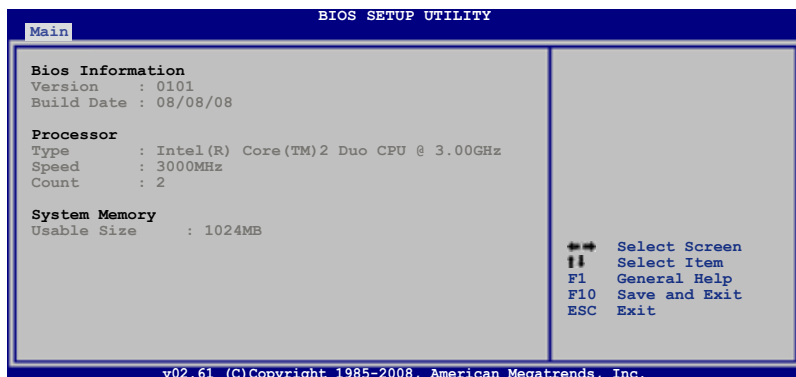 BIOS SETUP UTILITY
Main
Bios Information
Version : 0101
Build Date : 08/08/08
Processor
Type : Intel(R) Core(TM)2 Duo CPU @ 3.00GHz
Speed : 3000MHz
Count : 2
System Memory
Usable Size : 1024MB
←→ Select Screen
↑↓ Select Item
F1 General Help
F10 Save and Exit
ESC Exit
v02.61 (C)Copyright 1985-2008, American Megatrends, Inc.